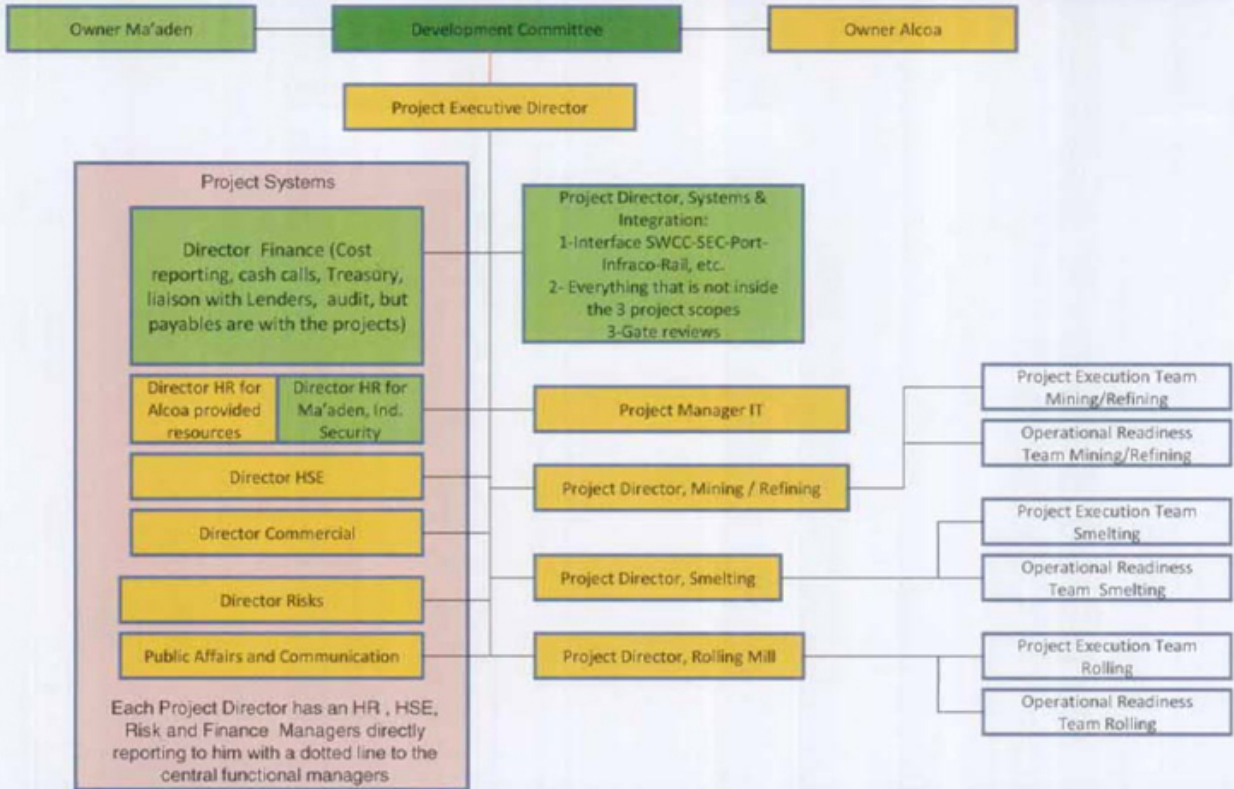 Owner Ma'aden
Development Committee
Owner Alcoa
Project Executive Director
Project Systems
Director Finance (Cost
reporting, cash calls, Treasury,
liaison with Lenders, audit, but
payables are with the projects)
Project Director, Systems &
Integration:
1-Interface SWCC-SEC-Port-
Infraco-Rail, etc.
2- Everything that is not inside
the 3 project scopes
3-Gate reviews
Director HR for
Alcoa provided
resources
Director HR for
Ma'aden, Ind.
Security
Project Manager IT
Project Execution Team
Mining/Refining
Operational Readiness
Team Mining/Refining
Director HSE
Project Director, Mining / Refining
Director Commercial
Project Execution Team
Smelting
Project Director, Smelting
Operational Readiness
Team Smelting
Director Risks
Public Affairs and Communication
Project Director, Rolling Mill
Project Execution Team
Rolling
Operational Readiness
Team Rolling
Each Project Director has an HR , HSE,
Risk and Finance Managers directly
reporting to him with a dotted line to the
central functional managers